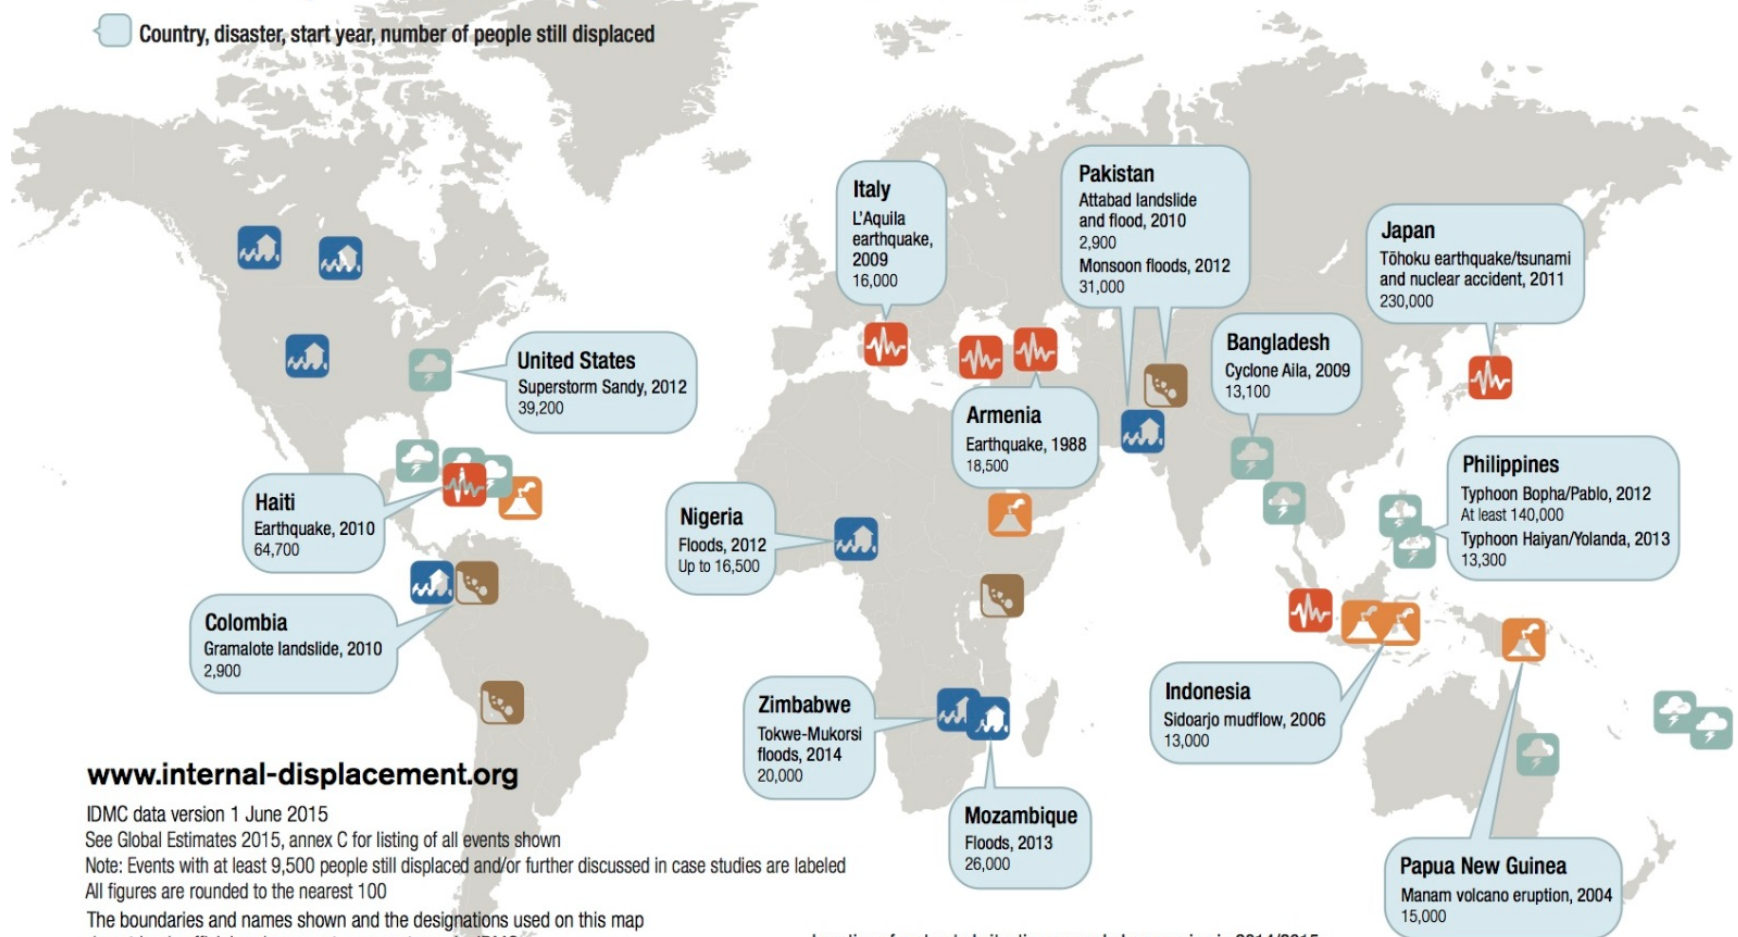 Country, disaster, start year, number of people still displaced
Italy
L'Aquila
earthquake,
2009
16,000
Pakistan
Attabad landslide
and flood, 2010
2,900
Monsoon floods, 2012
31,000
Japan
Tōhoku earthquake/tsunami
and nuclear accident, 2011
230,000
United States
Superstorm Sandy, 2012
39,200
Bangladesh
Cyclone Aila, 2009
13,100
Armenia
Earthquake, 1988
18,500
Philippines
Typhoon Bopha/Pablo, 2012
At least 140,000
Typhoon Haiyan/Yolanda, 2013
13,300
Haiti
Earthquake, 2010
64,700
Nigeria
Floods, 2012
Up to 16,500
Colombia
Gramalote landslide, 2010
2,900
Zimbabwe
Tokwe-Mukorsi
floods, 2014
20,000
Indonesia
Sidoarjo mudflow, 2006
13,000
Mozambique
Floods, 2013
26,000
Papua New Guinea
Manam volcano eruption, 2004
15,000
www.internal-displacement.org
IDMC data version 1 June 2015
See Global Estimates 2015, annex C for listing of all events shown
Note: Events with at least 9,500 people still displaced and/or further discussed in case studies are labeled
All figures are rounded to the nearest 100
The boundaries and names shown and the designations used on this map